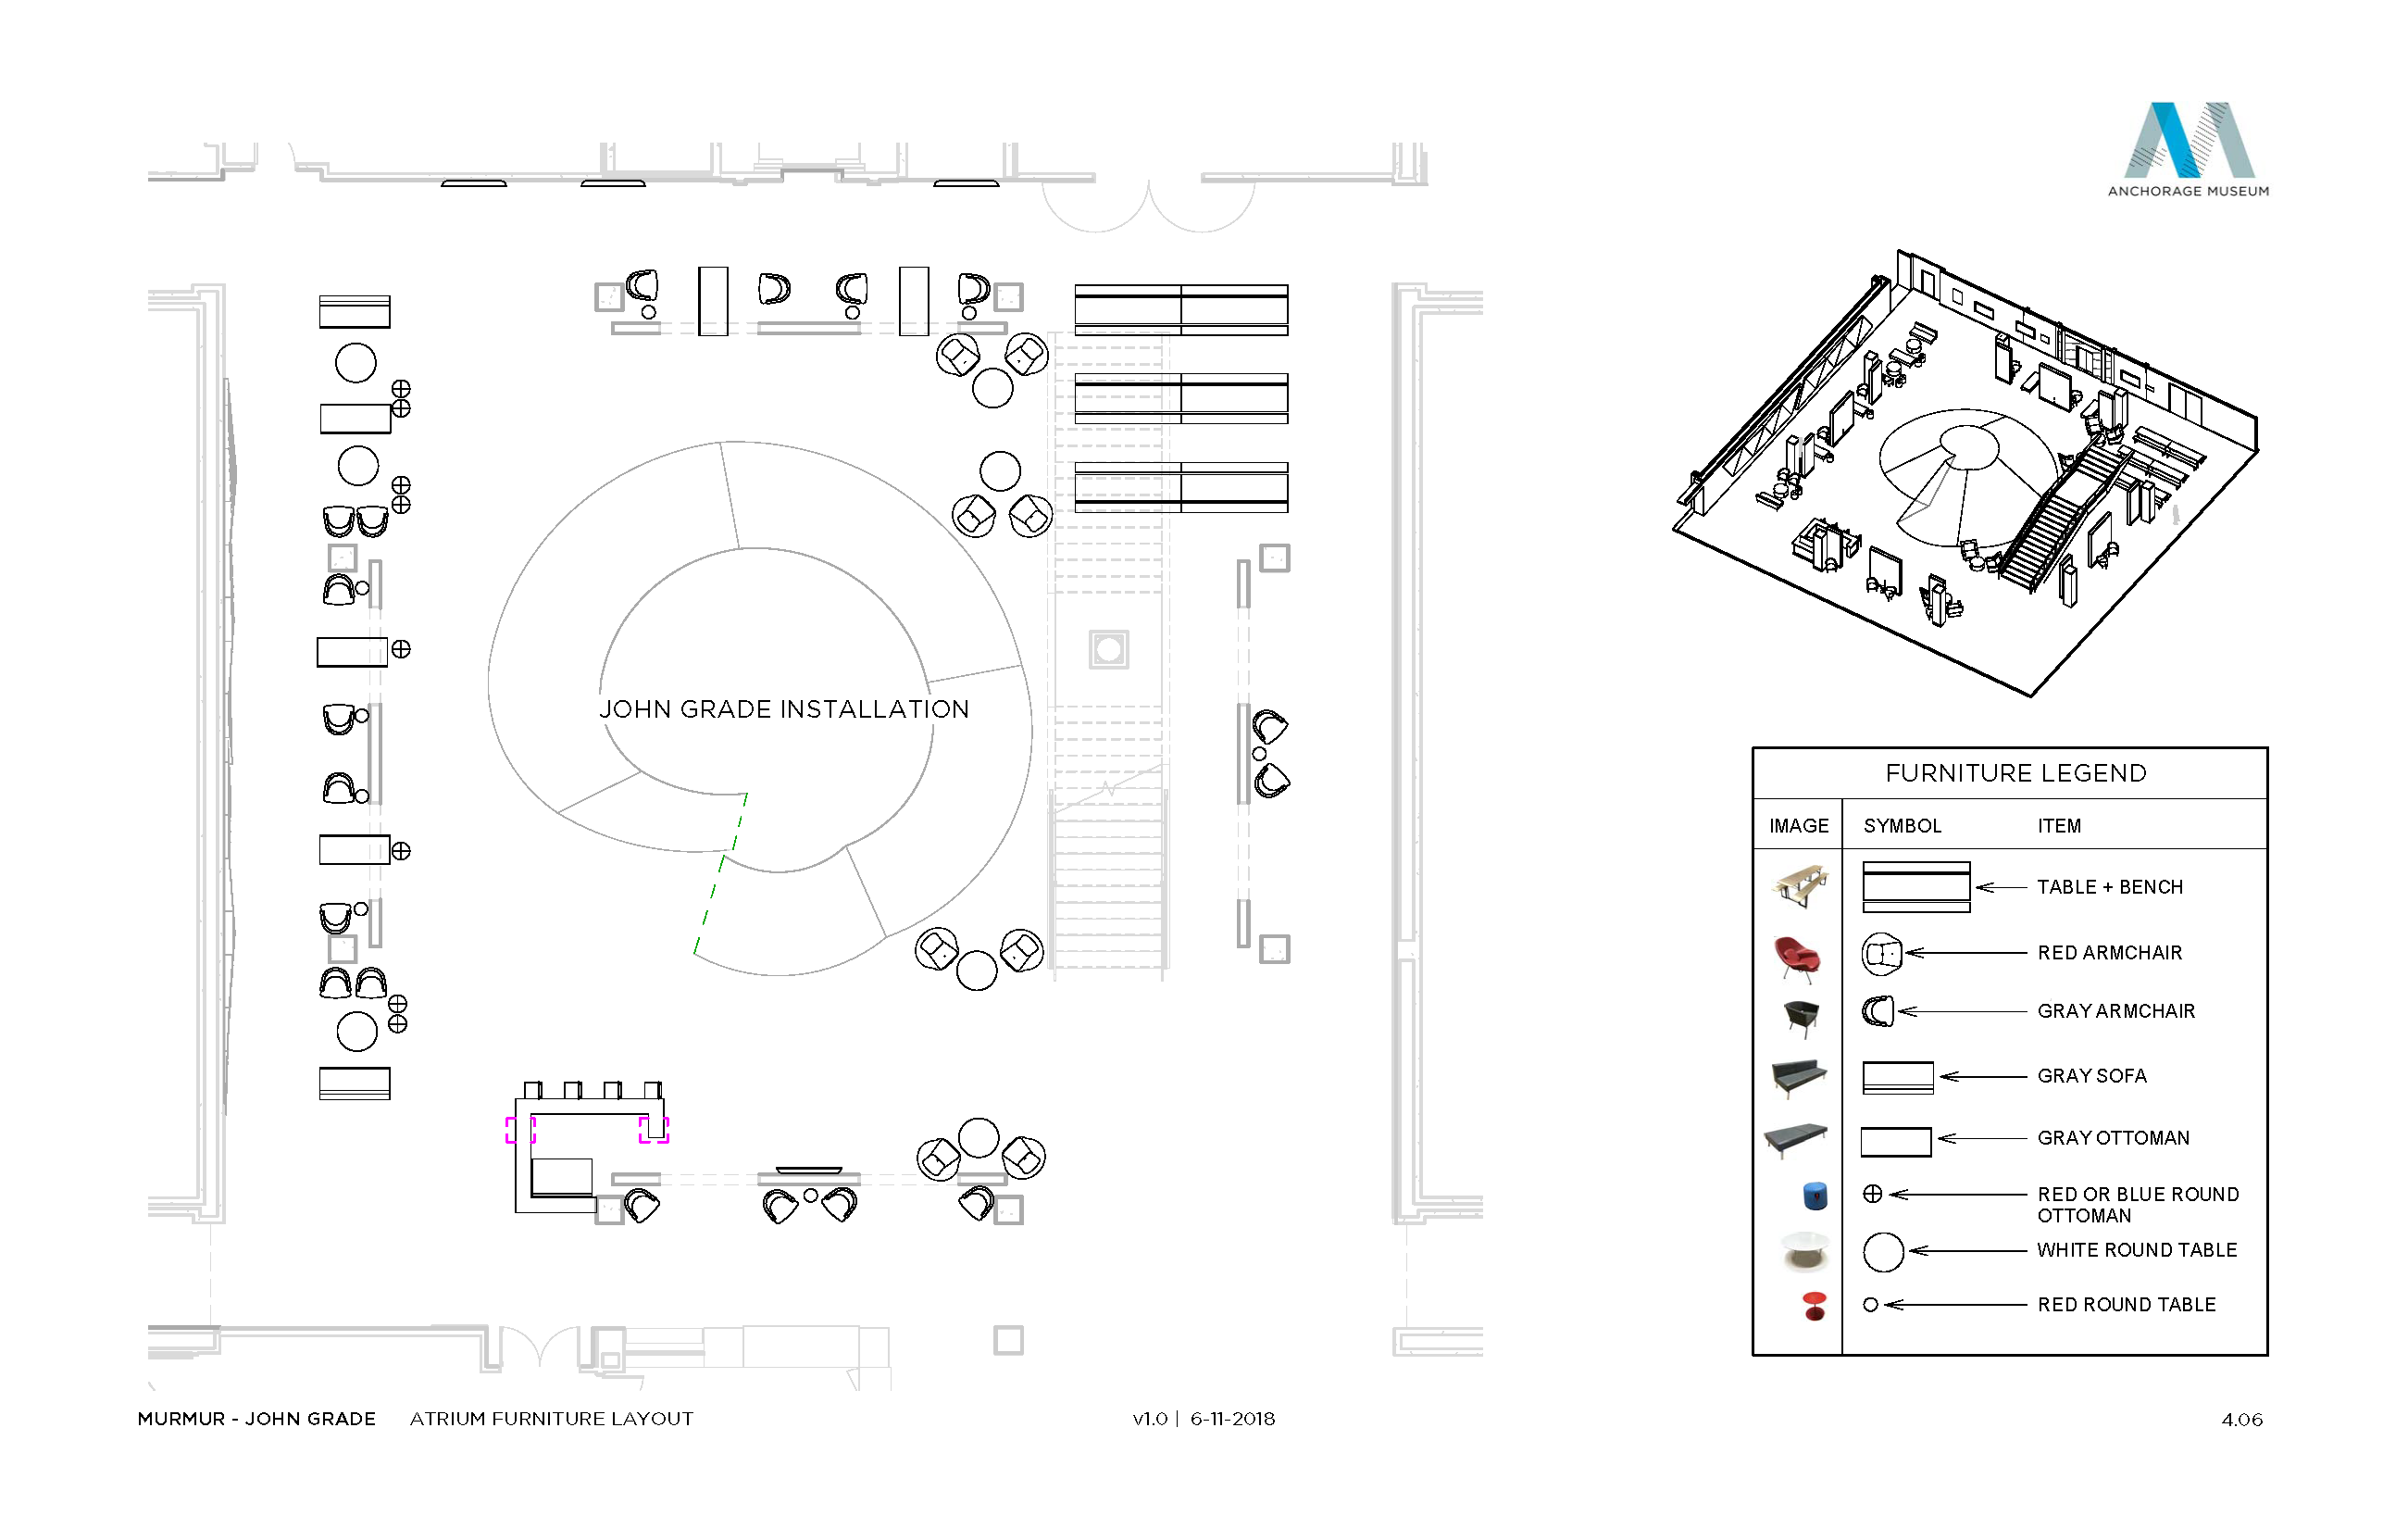 ANCHORAGE MUSEUM
JOHN GRADE INSTALLATION
FURNITURE LEGEND
IMAGE SYMBOL ITEM
TABLE + BENCH
RED ARMCHAIR
GRAY ARMCHAIR
GRAY SOFA
GRAY OTTOMAN
RED OR BLUE ROUND
OTTOMAN
WHITE ROUND TABLE
RED ROUND TABLE
MURMUR - JOHN GRADE ATRIUM FURNITURE LAYOUT v1.0 | 6-11-2018 4.06